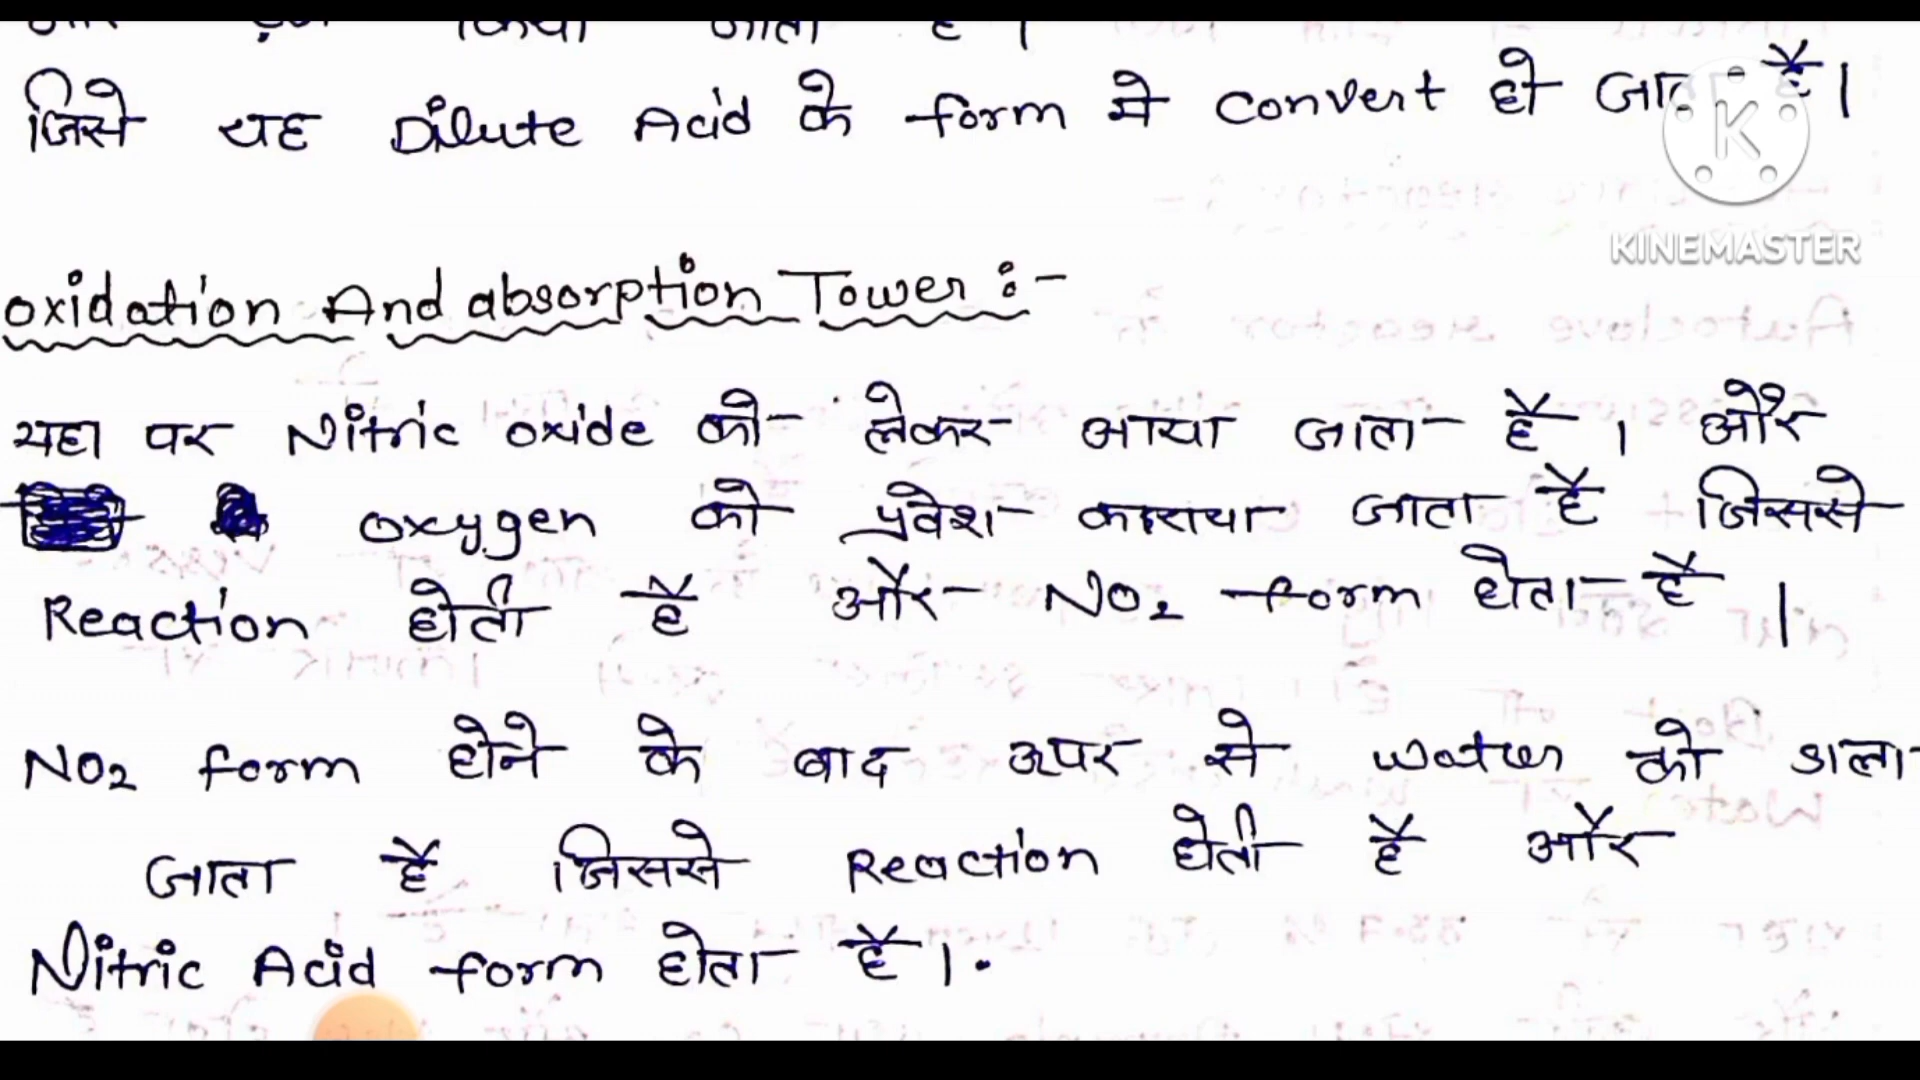 किया जाता है।
जिसे यह Dilute Acid के form मे convert हो जाता है।
KINEMASTER
oxidation And absorption Tower :-
यहा पर Nitric oxide को लेकर आया जाता है। और
oxygen को प्रवेश काराया जाता है जिससे
Reaction होती है और NO₂ form होता है।
NO₂ form होने के बाद ऊपर से water को डाला
जाता है जिससे Reaction होती है और
Nitric Acid form होता है।